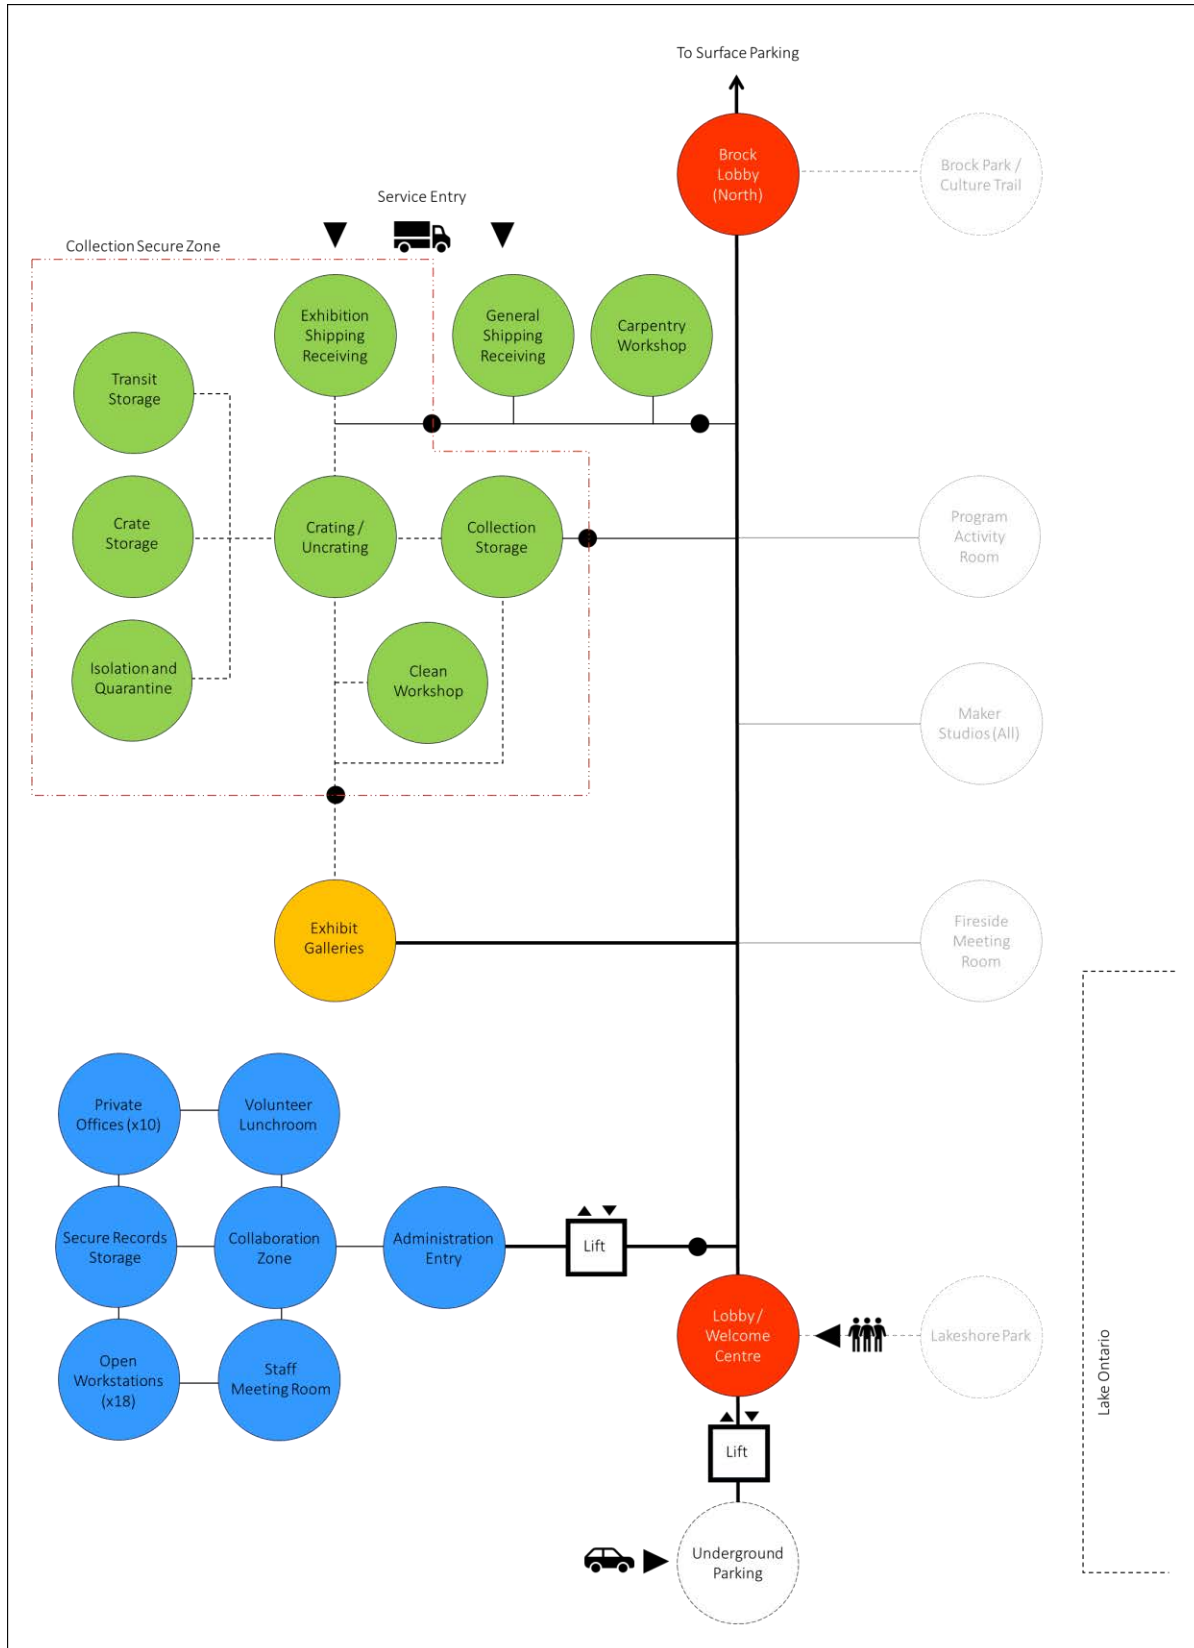 To Surface Parking
Brock
Lobby
(North)
Brock Park /
Culture Trail
Service Entry
Collection Secure Zone
Exhibition
Shipping
Receiving
General
Shipping
Receiving
Carpentry
Workshop
Transit
Storage
Crate
Storage
Crating /
Uncrating
Collection
Storage
Program
Activity
Room
Isolation and
Quarantine
Clean
Workshop
Maker
Studios (All)
Exhibit
Galleries
Fireside
Meeting
Room
Private
Offices (x10)
Volunteer
Lunchroom
Secure Records
Storage
Collaboration
Zone
Administration
Entry
Lift
Lobby /
Welcome
Centre
Lakeshore Park
Lake Ontario
Open
Workstations
(x18)
Staff
Meeting Room
Lift
Underground
Parking